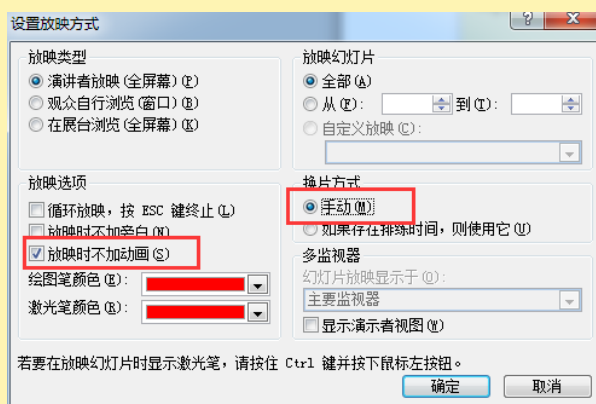 设置放映方式
放映类型
演讲者放映(全屏幕)(P)
观众自行浏览(窗口)(B)
在展台浏览(全屏幕)(K)
放映幻灯片
全部(A)
从(F): 到(T):
自定义放映(C):
放映选项
循环放映，按 ESC 键终止(L)
放映时不加旁白(N)
放映时不加动画(S)
绘图笔颜色(E):
激光笔颜色(R):
换片方式
手动(M)
如果存在排练时间，则使用它(U)
多监视器
幻灯片放映显示于(O):
主要监视器
显示演示者视图(W)
若要在放映幻灯片时显示激光笔，请按住 Ctrl 键并按下鼠标左按钮。
确定 取消